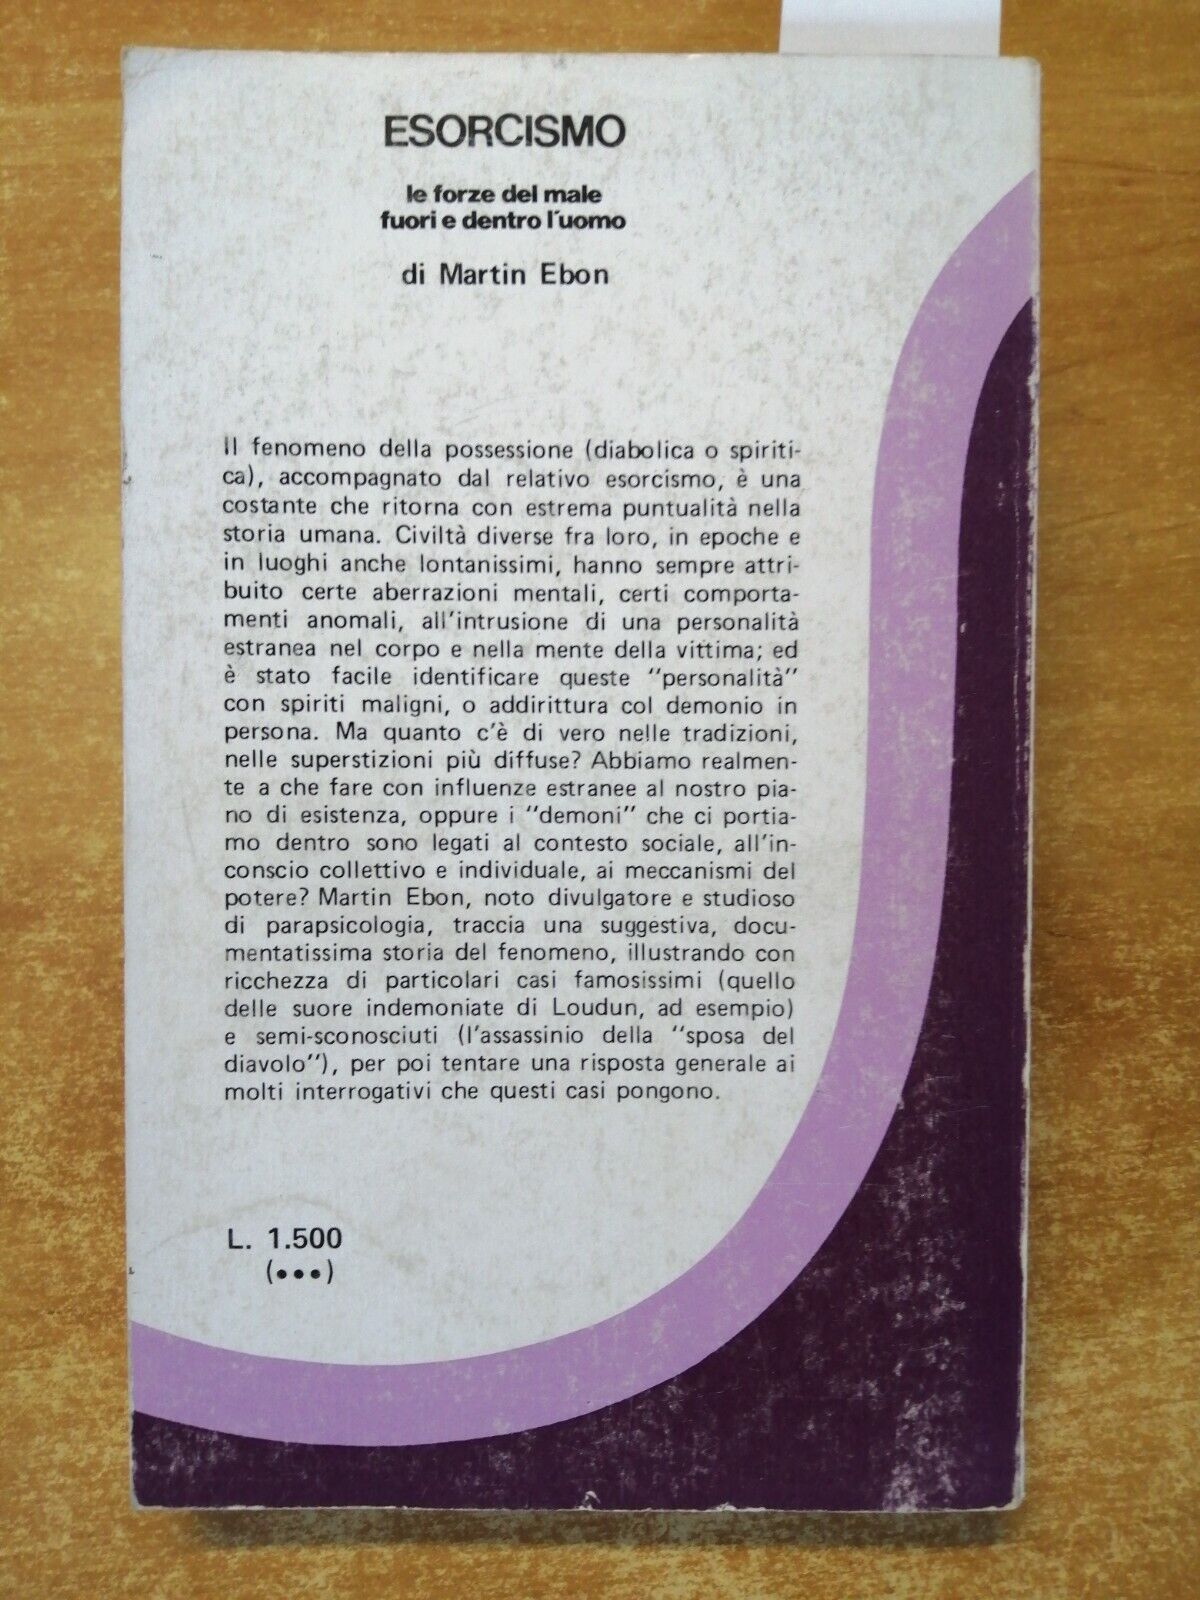 ESORCISMO
le forze del male
fuori e dentro l'uomo
di Martin Ebon
Il fenomeno della possessione (diabolica o spiriti-
ca), accompagnato dal relativo esorcismo, è una
costante che ritorna con estrema puntualità nella
storia umana. Civiltà diverse fra loro, in epoche e
in luoghi anche lontanissimi, hanno sempre attri-
buito certe aberrazioni mentali, certi comporta-
menti anomali, all'intrusione di una personalità
estranea nel corpo e nella mente della vittima; ed
è stato facile identificare queste "personalità"
con spiriti maligni, o addirittura col demonio in
persona. Ma quanto c'è di vero nelle tradizioni,
nelle superstizioni più diffuse? Abbiamo realmen-
te a che fare con influenze estranee al nostro pia-
no di esistenza, oppure i "demoni" che ci portia-
mo dentro sono legati al contesto sociale, all'in-
conscio collettivo e individuale, ai meccanismi del
potere? Martin Ebon, noto divulgatore e studioso
di parapsicologia, traccia una suggestiva, docu-
mentatissima storia del fenomeno, illustrando con
ricchezza di particolari casi famosissimi (quello
delle suore indemoniate di Loudun, ad esempio)
e semi-sconosciuti (l'assassinio della "sposa del
diavolo"), per poi tentare una risposta generale ai
molti interrogativi che questi casi pongono.
L. 1.500
(•••)